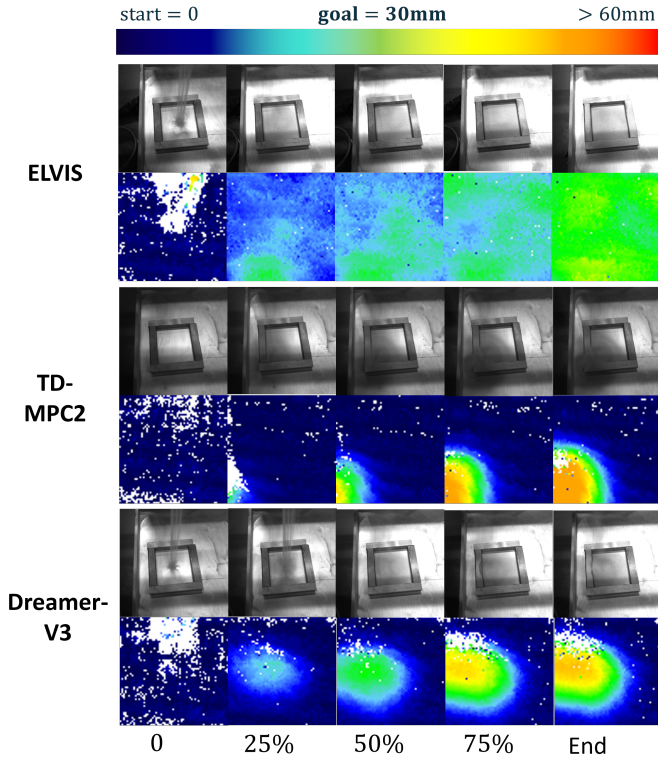 start = 0 goal = 30mm > 60mm
ELVIS
TD-
MPC2
Dreamer-
V3
0 25% 50% 75% End